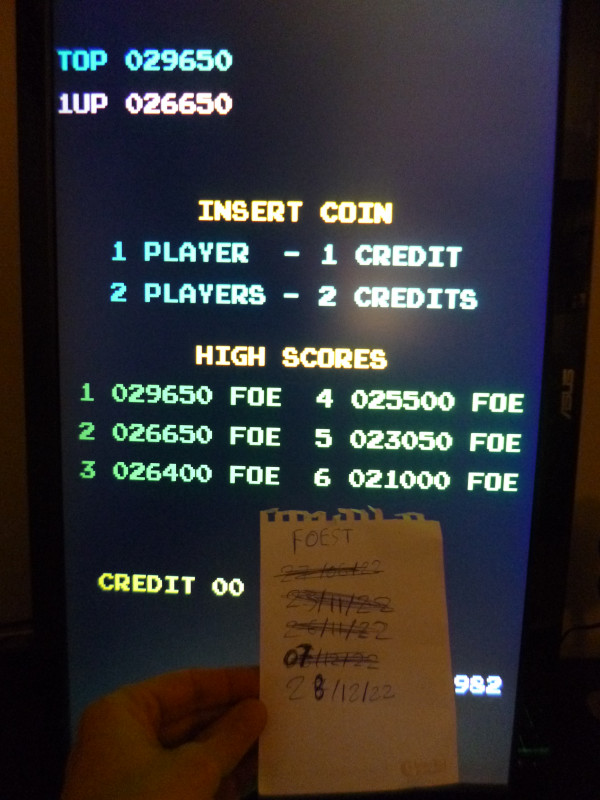 TOP 029650
1UP 026650
INSERT COIN
1 PLAYER - 1 CREDIT
2 PLAYERS - 2 CREDITS
HIGH SCORES
1 029650 FOE 4 025500 FOE
2 026650 FOE 5 023050 FOE
3 026400 FOE 6 021000 FOE
CREDIT 00
982
FOEST
23/11/22
26/11/22
07/12/22
28/12/22
ASUS